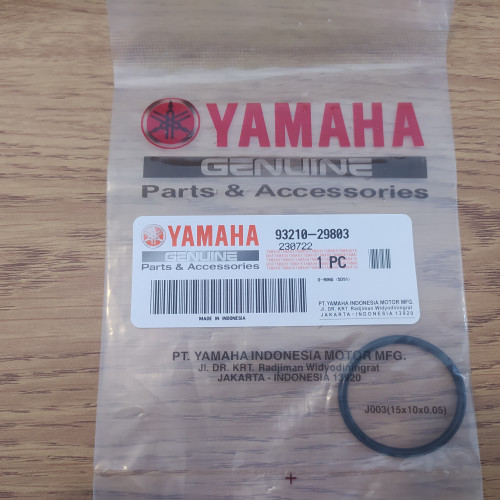 YAMAHA
GENUINE
Parts & Accessories
YAMAHA
GENUINE
Parts & Accessories
93210-29803
230722
1 PC
MADE IN INDONESIA
PT. YAMAHA INDONESIA MOTOR MFG.
JL. DR. KRT. Radjiman Widyodiningrat
JAKARTA - INDONESIA 13920
PT. YAMAHA INDONESIA MOTOR MFG.
Jl. DR. KRT. Radjiman Widyodiningrat
JAKARTA - INDONESIA 13920
J003(15x10x0.05)